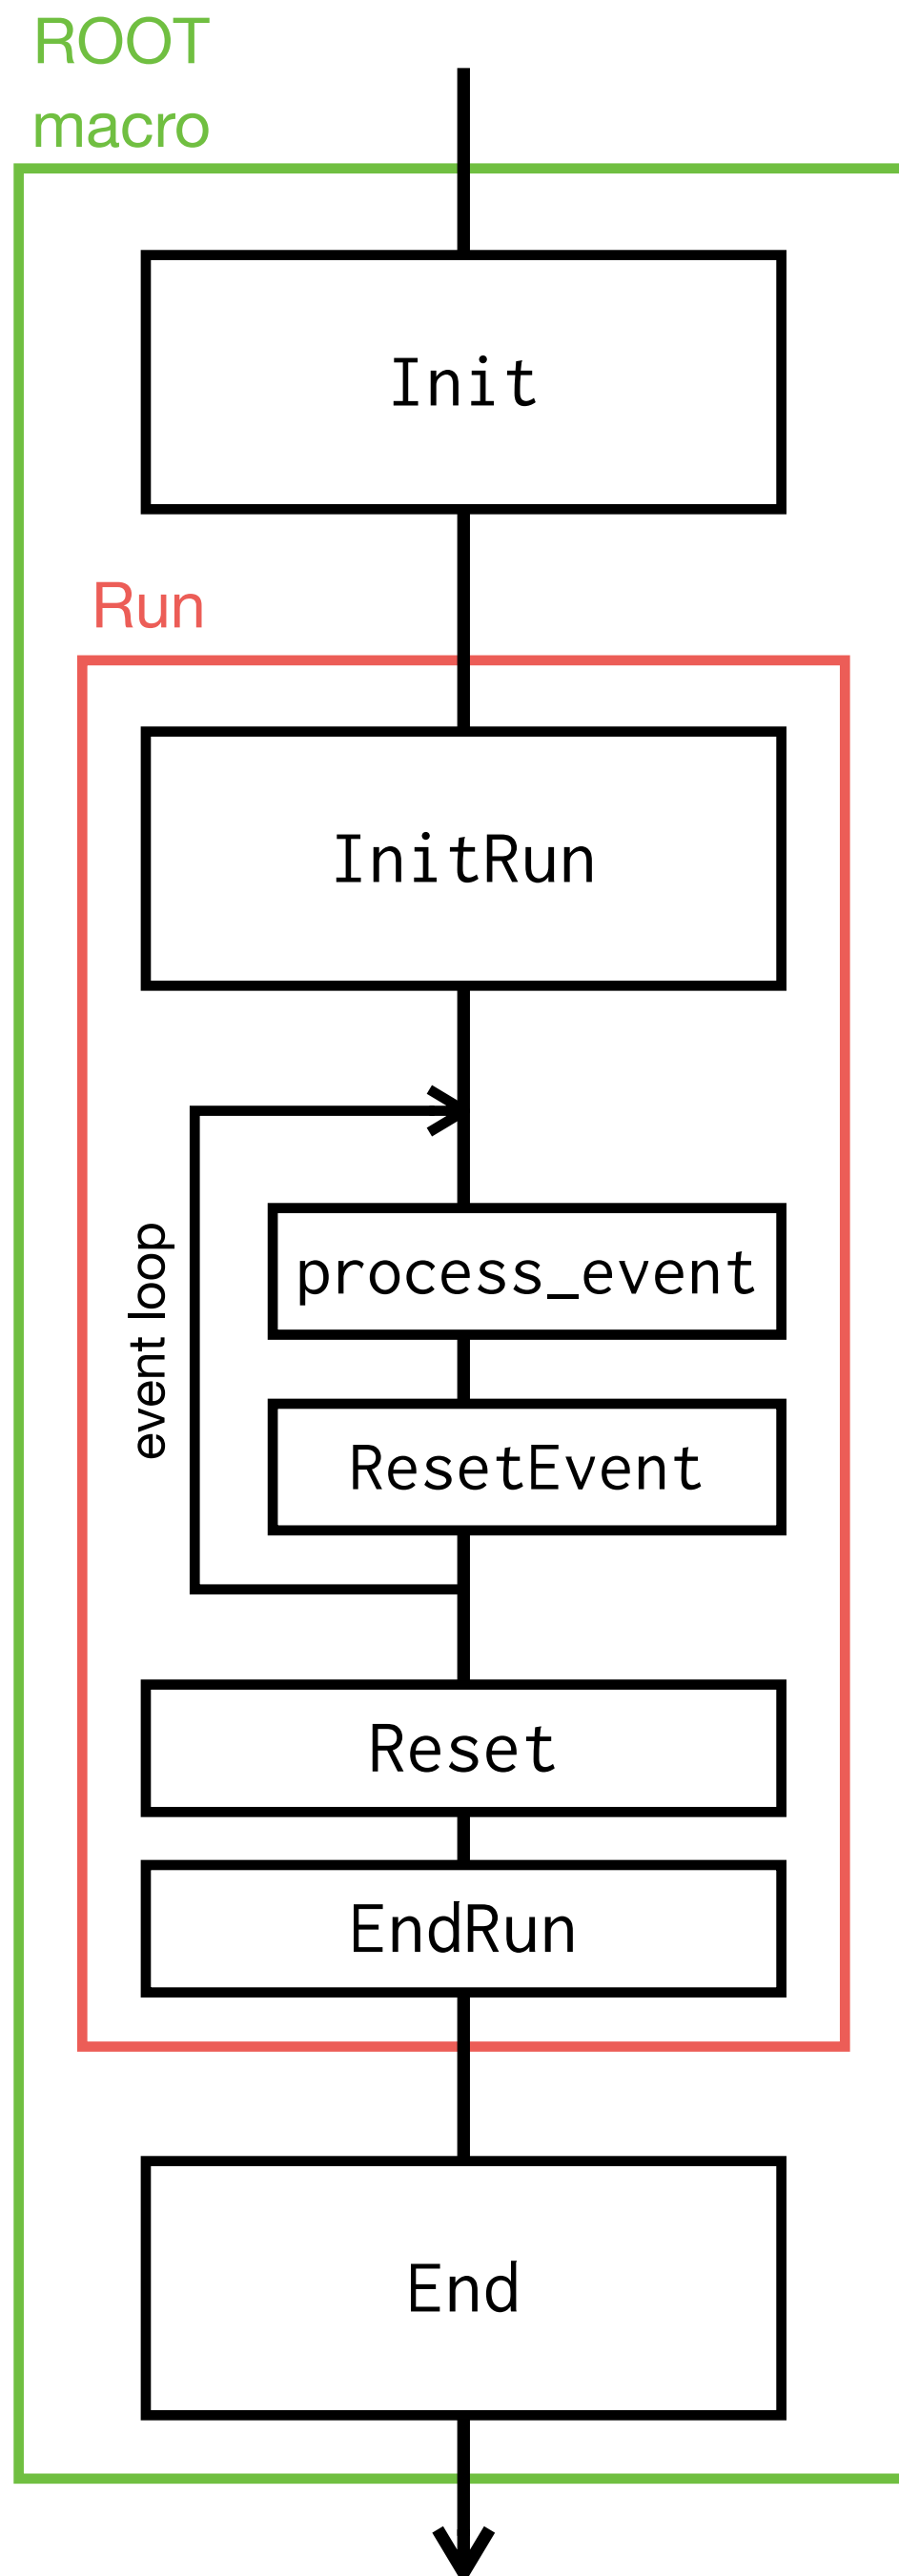 ROOT
macro
Init
Run
InitRun
event loop
process_event
ResetEvent
Reset
EndRun
End